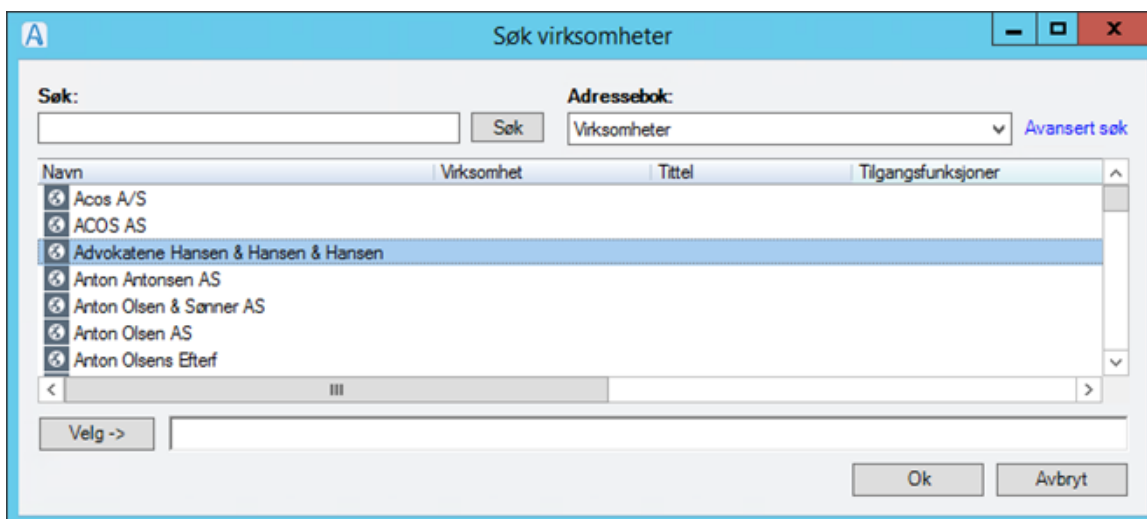 A
Søk virksomheter
Søk:
Adressebok:
Søk
Virksomheter
Avansert søk
Navn Virksomhet Tittel Tilgangsfunksjoner
Acos A/S
ACOS AS
Advokatene Hansen & Hansen & Hansen
Anton Antonsen AS
Anton Olsen & Sønner AS
Anton Olsen AS
Anton Olsens Efterf
Velg ->
Ok Avbryt